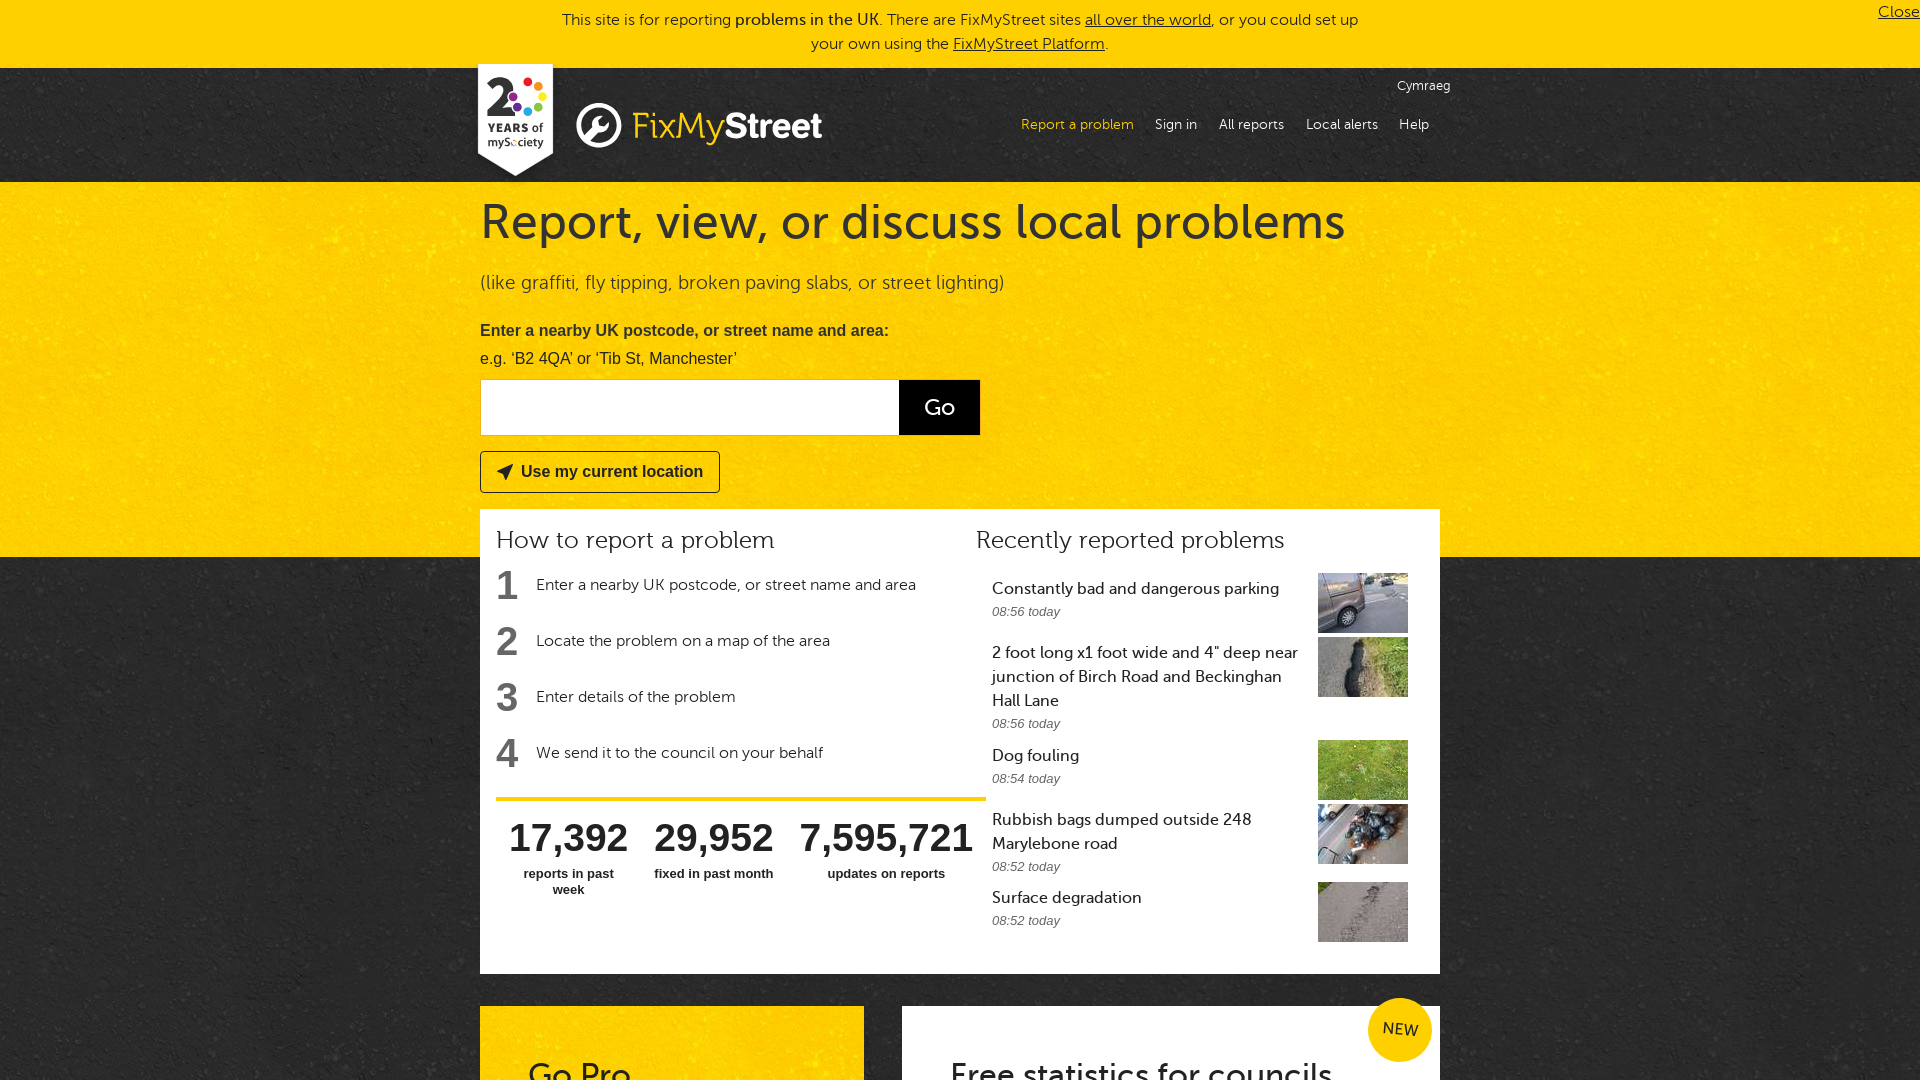 This site is for reporting problems in the UK. There are FixMyStreet sites all over the world, or you could set up
your own using the FixMyStreet Platform.
Close
20
YEARS of
mySociety
FixMyStreet
Cymraeg
Report a problem
Sign in
All reports
Local alerts
Help
Report, view, or discuss local problems
(like graffiti, fly tipping, broken paving slabs, or street lighting)
Enter a nearby UK postcode, or street name and area:
e.g. ‘B2 4QA’ or ‘Tib St, Manchester’
Go
Use my current location
How to report a problem
1 Enter a nearby UK postcode, or street name and area
2 Locate the problem on a map of the area
3 Enter details of the problem
4 We send it to the council on your behalf
17,392
reports in past
week
29,952
fixed in past month
7,595,721
updates on reports
Recently reported problems
Constantly bad and dangerous parking
08:56 today
2 foot long x1 foot wide and 4" deep near
junction of Birch Road and Beckinghan
Hall Lane
08:56 today
Dog fouling
08:54 today
Rubbish bags dumped outside 248
Marylebone road
08:52 today
Surface degradation
08:52 today
Go Pro
NEW
Free statistics for councils